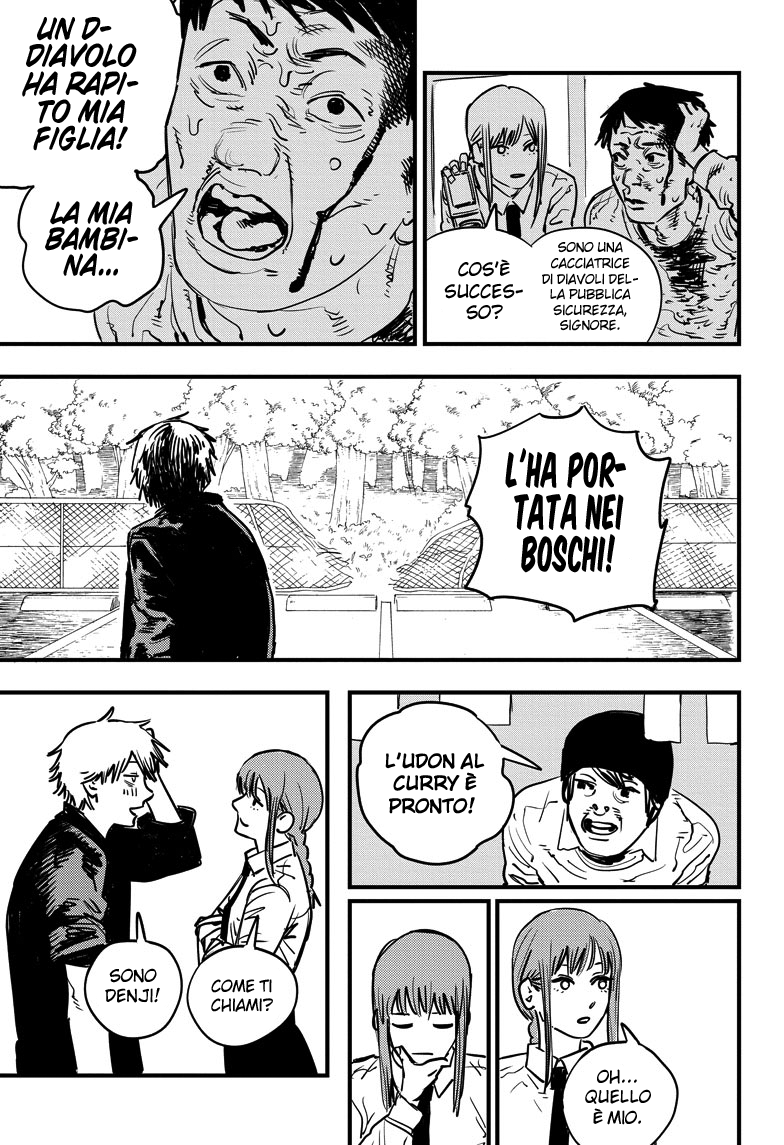 SONO UNA
CACCIATRICE
DI DIAVOLI DEL-
LA PUBBLICA
SICUREZZA,
SIGNORE.
COS'È
SUCCES-
SO?
UN D-
DIAVOLO
HA RAPI-
TO MIA
FIGLIA!
LA MIA
BAMBI-
NA...
L'HA POR-
TATA NEI
BOSCHI!
L'UDON AL
CURRY È
PRONTO!
OH...
QUELLO
È MIO.
COME TI
CHIAMI?
SONO
DENJI!